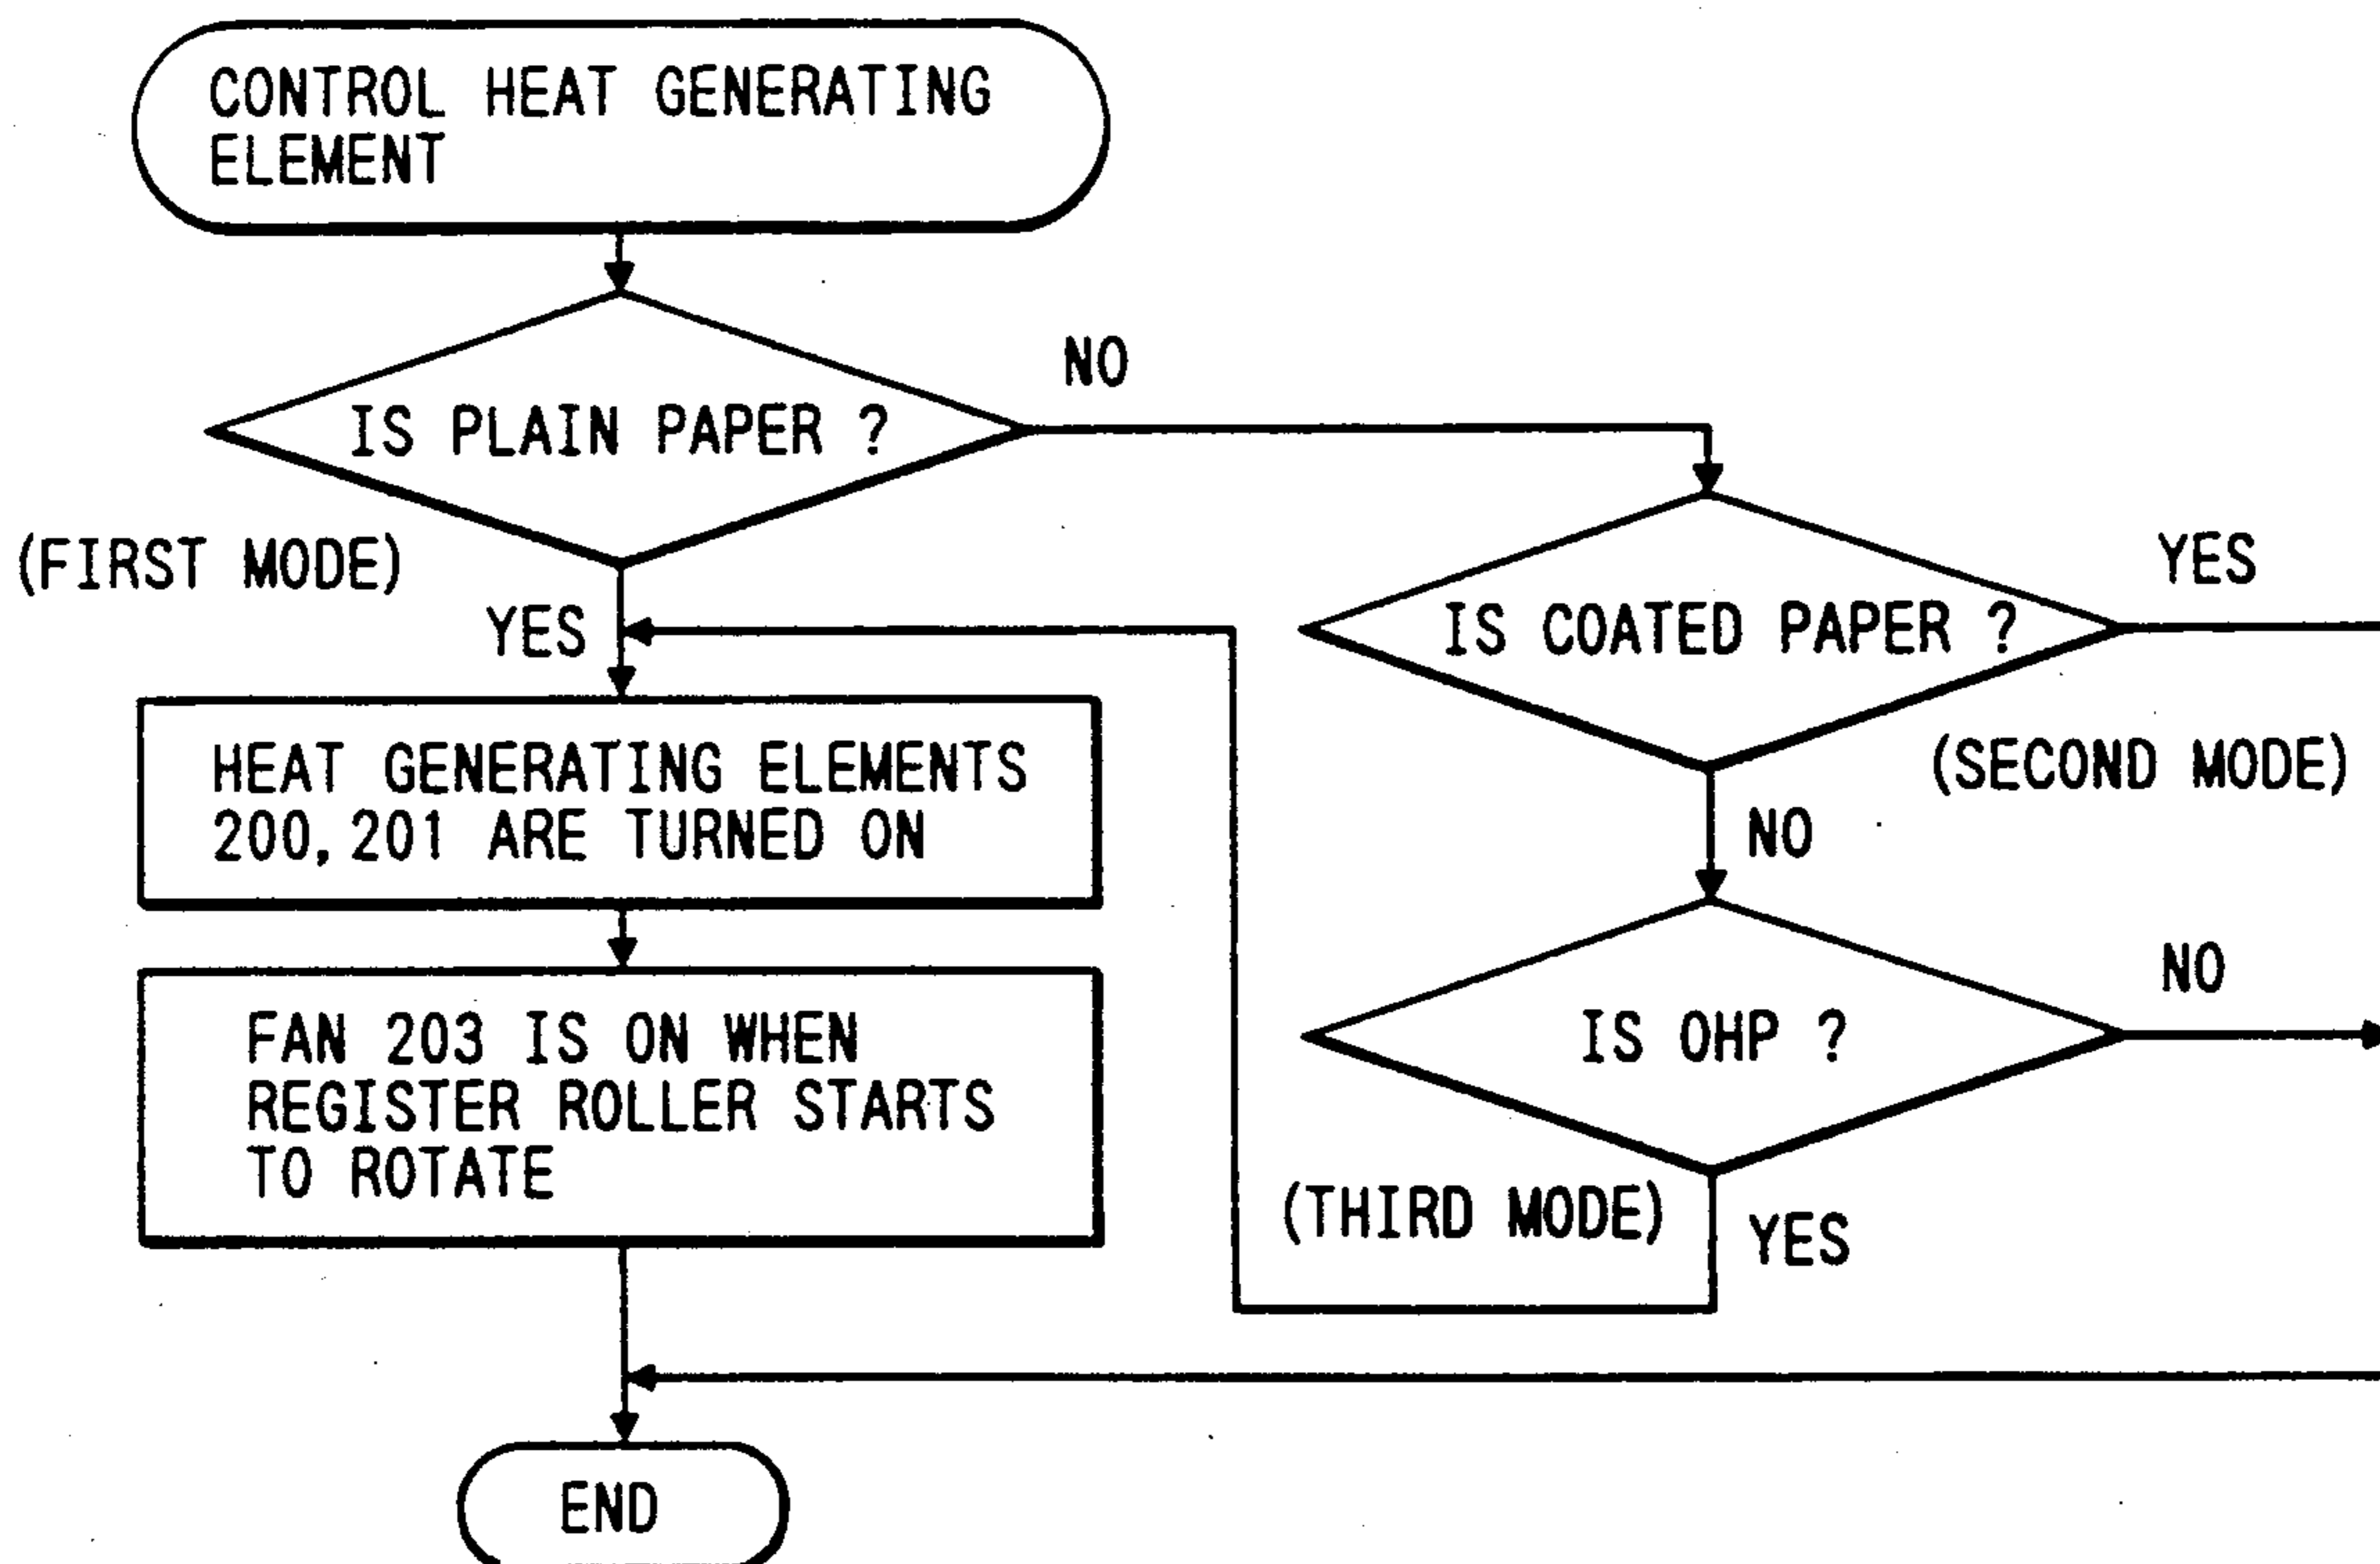 CONTROL HEAT GENERATING
ELEMENT
IS PLAIN PAPER ?
NO
(FIRST MODE)
YES
HEAT GENERATING ELEMENTS
200,201 ARE TURNED ON
FAN 203 IS ON WHEN
REGISTER ROLLER STARTS
TO ROTATE
IS COATED PAPER ?
YES
(SECOND MODE)
NO
IS OHP ?
NO
(THIRD MODE)
YES
END